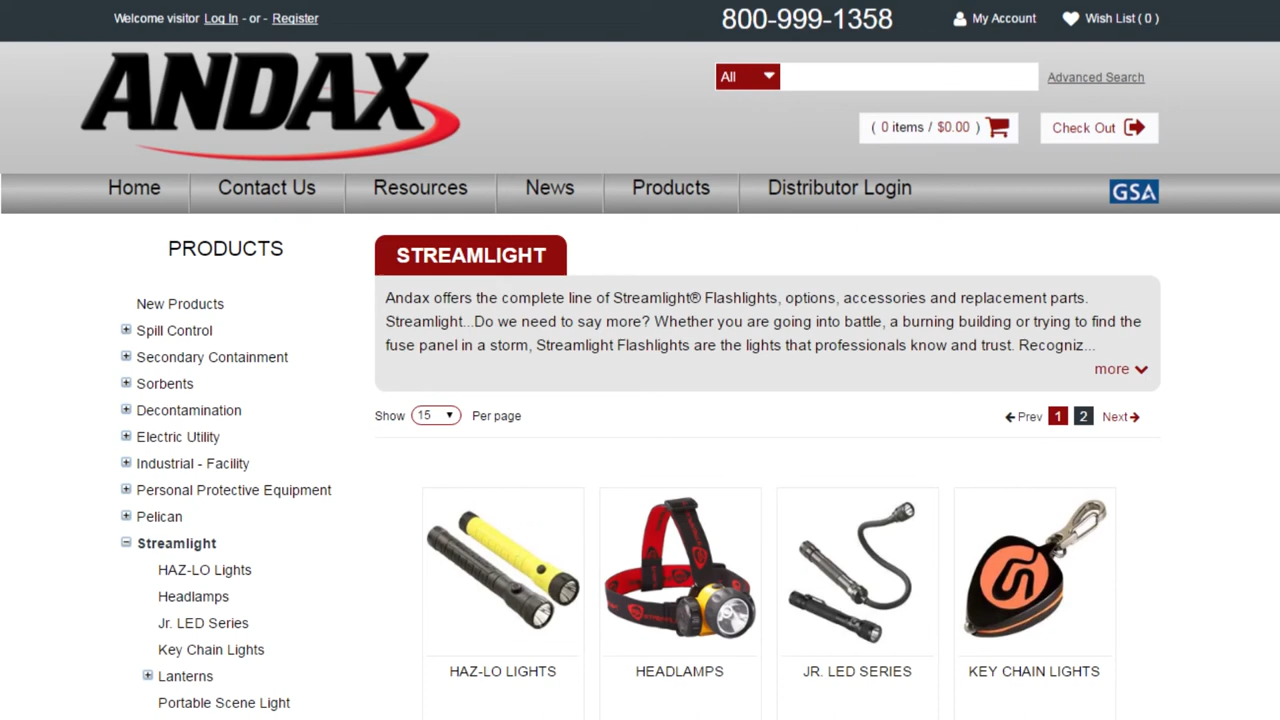 Welcome visitor Log In - or - Register
800-999-1358
My Account
Wish List ( 0 )
ANDAX
All
Advanced Search
( 0 items / $0.00 )
Check Out
Home
Contact Us
Resources
News
Products
Distributor Login
GSA
PRODUCTS
New Products
Spill Control
Secondary Containment
Sorbents
Decontamination
Electric Utility
Industrial - Facility
Personal Protective Equipment
Pelican
Streamlight
HAZ-LO Lights
Headlamps
Jr. LED Series
Key Chain Lights
Lanterns
Portable Scene Light
STREAMLIGHT
Andax offers the complete line of Streamlight® Flashlights, options, accessories and replacement parts.
Streamlight...Do we need to say more? Whether you are going into battle, a burning building or trying to find the
fuse panel in a storm, Streamlight Flashlights are the lights that professionals know and trust. Recogniz...
more
Show 15 Per page
Prev 1 2 Next
HAZ-LO LIGHTS
HEADLAMPS
JR. LED SERIES
KEY CHAIN LIGHTS